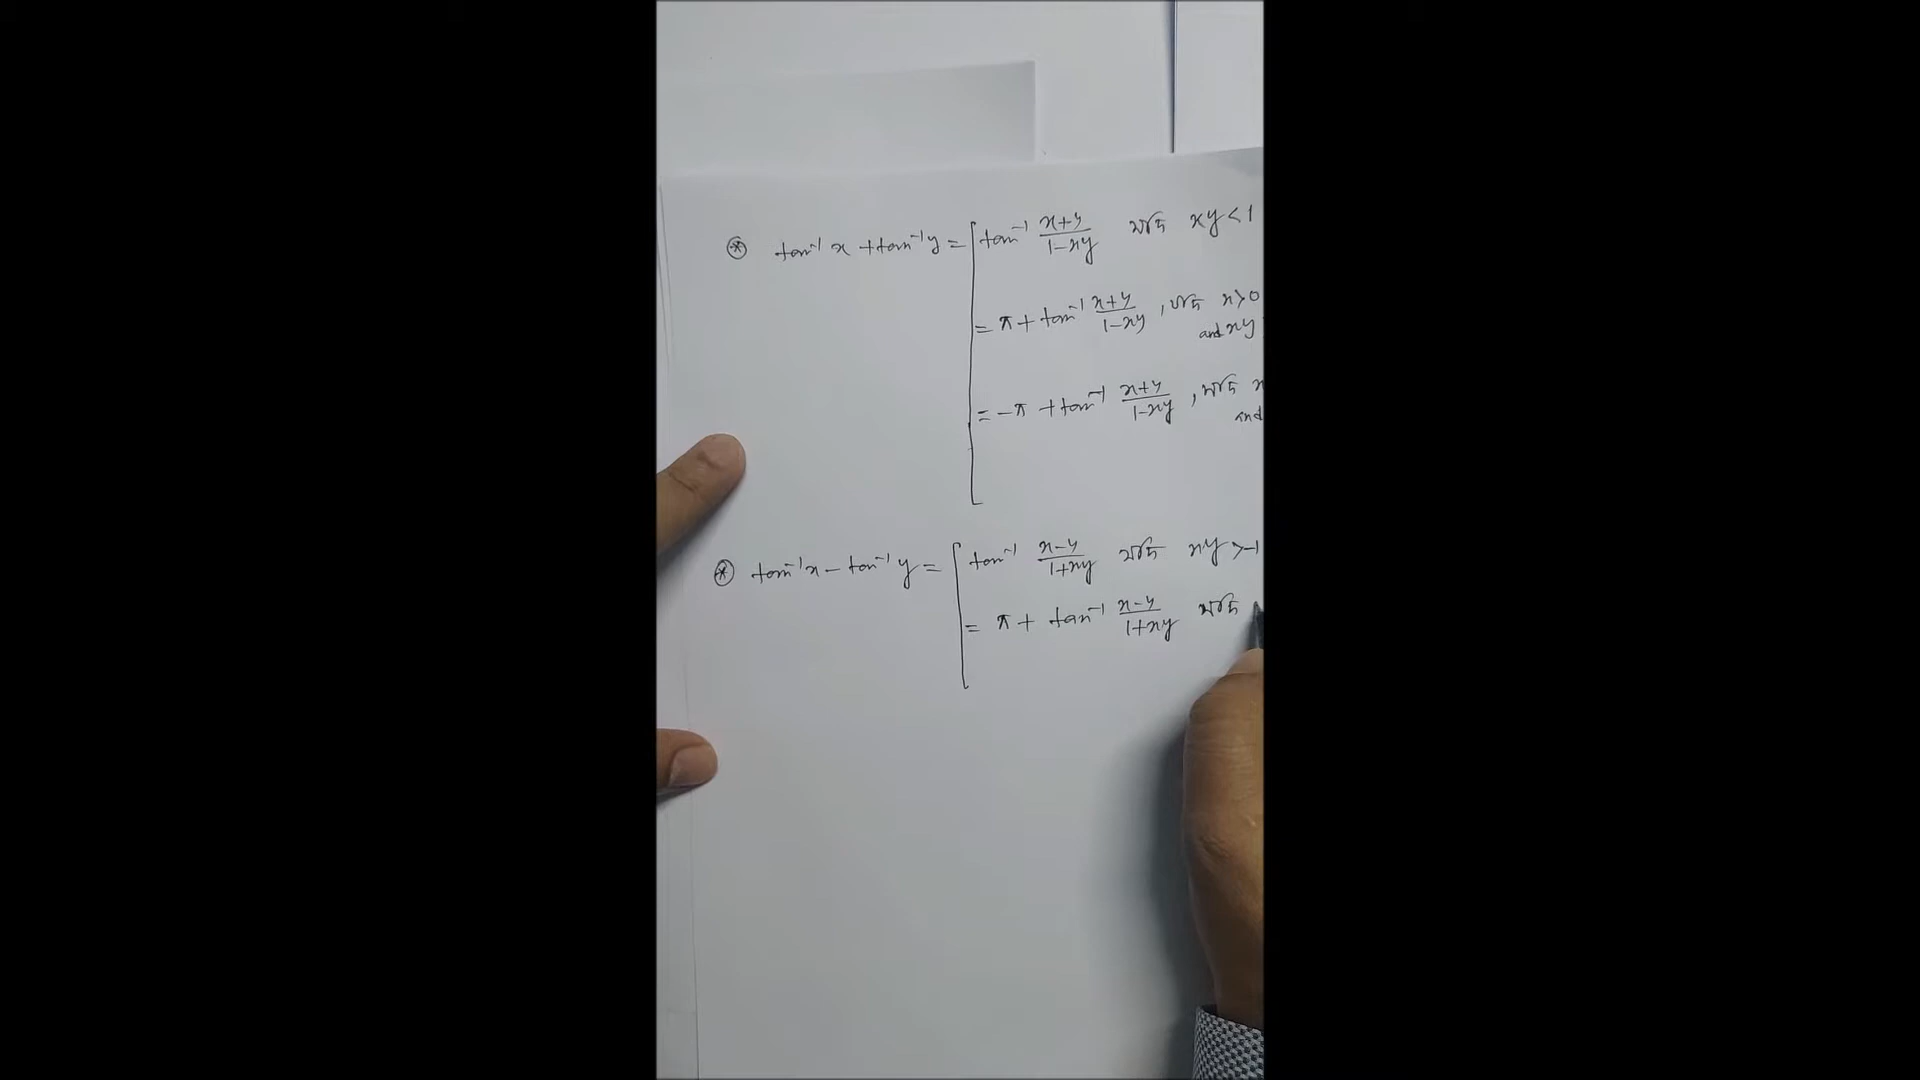 ⊛ tan⁻¹x + tan⁻¹y = [ tan⁻¹ (x+y)/(1-xy) যদি xy < 1
= π + tan⁻¹ (x+y)/(1-xy), যদি x>0
and xy
= -π + tan⁻¹ (x+y)/(1-xy), যদি x
and
⊛ tan⁻¹x - tan⁻¹y = [ tan⁻¹ (x-y)/(1+xy) যদি xy > -1
= π + tan⁻¹ (x-y)/(1+xy) যদি